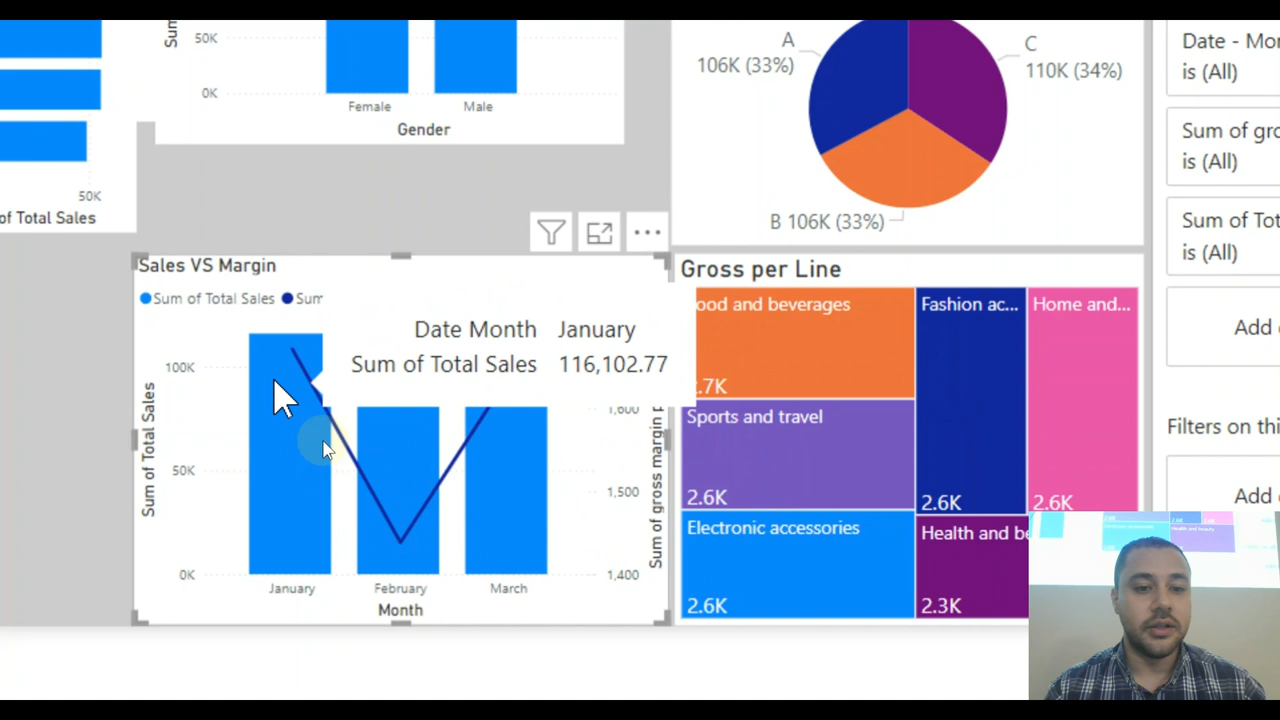 50K
0K
Female
Male
Gender
50K
of Total Sales
A
106K (33%)
C
110K (34%)
B 106K (33%)
Date - Mon
is (All)
Sum of gro
is (All)
Sum of Tot
is (All)
Add
Filters on thi
Add
Sales VS Margin
Sum of Total Sales
Sum
Date Month January
Sum of Total Sales 116,102.77
100K
50K
0K
1,600
1,500
1,400
Sum of Total Sales
Sum of gross margin p
January
February
March
Month
Gross per Line
ood and beverages
.7K
Sports and travel
2.6K
Electronic accessories
2.6K
Fashion ac...
2.6K
Home and...
2.6K
Health and be
2.3K